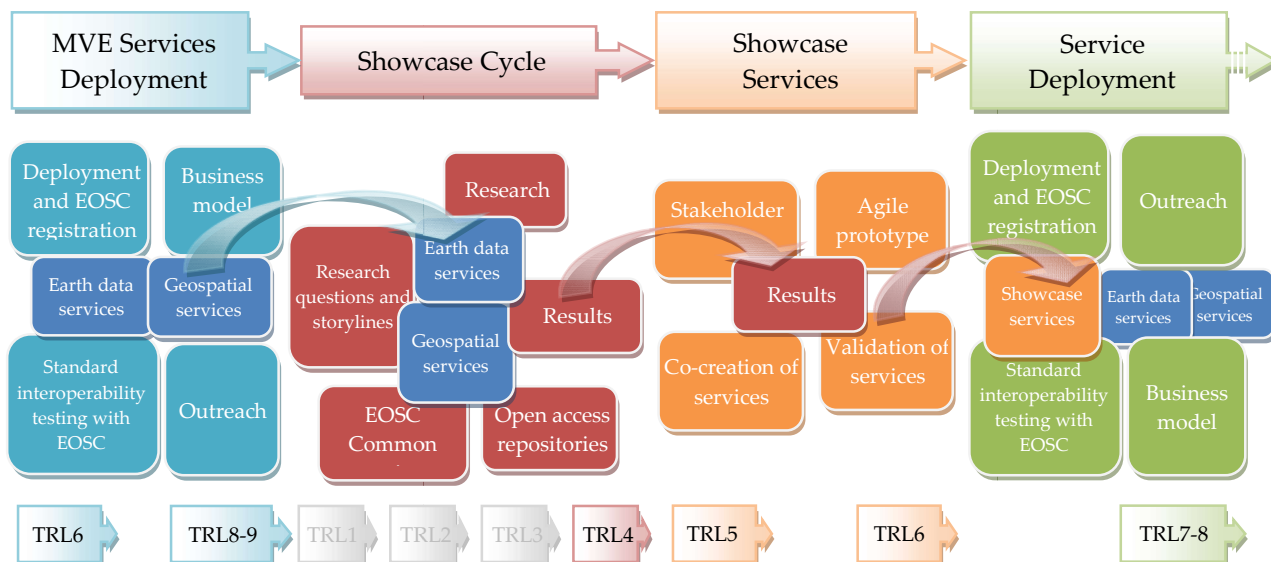 MVE Services
Deployment
Showcase Cycle
Showcase
Services
Service
Deployment
Deployment
and EOSC
registration
Business
model
Earth data
services
Geospatial
services
Standard
interoperability
testing with
EOSC
Outreach
Research
Earth data
services
Research
questions and
storylines
Results
Geospatial
services
EOSC
Common
Open access
repositories
Stakeholder
Agile
prototype
Results
Co-creation of
services
Validation of
services
Deployment
and EOSC
registration
Outreach
Showcase
services
Earth data
services
Geospatial
services
Standard
interoperability
testing with
EOSC
Business
model
TRL6
TRL8-9
TRL1
TRL2
TRL3
TRL4
TRL5
TRL6
TRL7-8